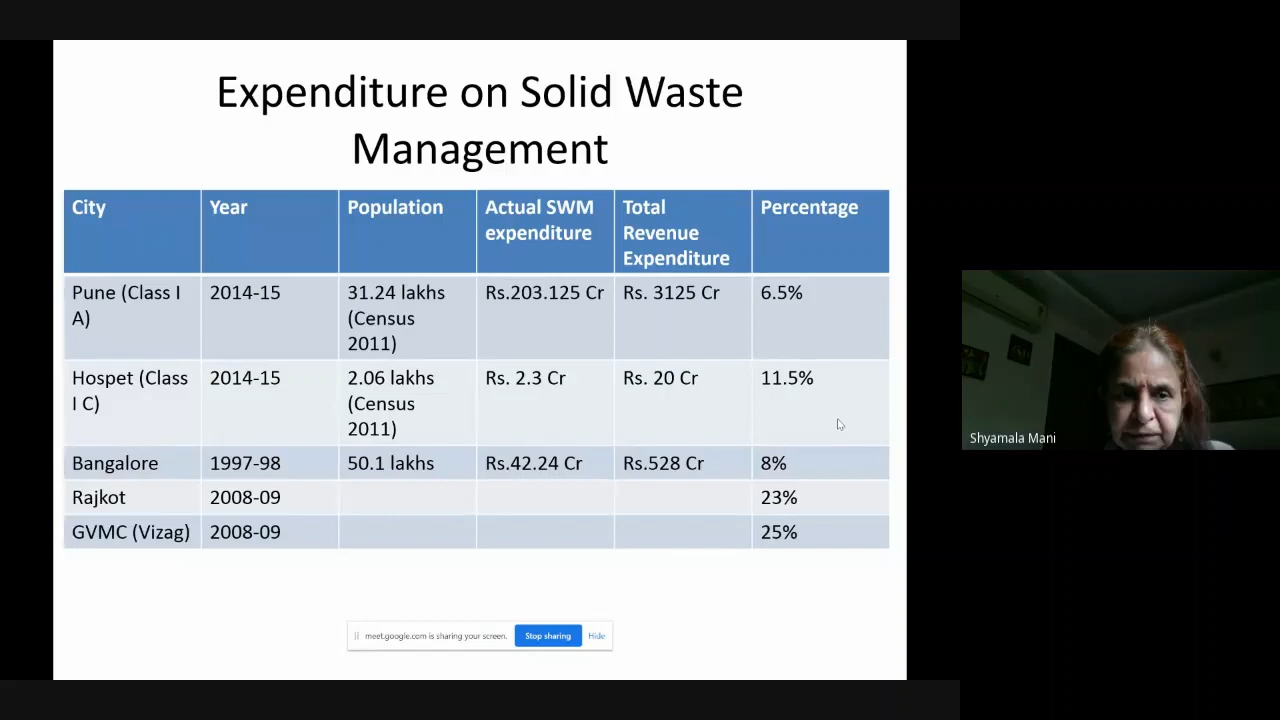 Expenditure on Solid Waste
Management
City
Year
Population
Actual SWM
expenditure
Total
Revenue
Expenditure
Percentage
Pune (Class I
A)
2014-15
31.24 lakhs
(Census
2011)
Rs.203.125 Cr
Rs. 3125 Cr
6.5%
Hospet (Class
I C)
2014-15
2.06 lakhs
(Census
2011)
Rs. 2.3 Cr
Rs. 20 Cr
11.5%
Bangalore
1997-98
50.1 lakhs
Rs.42.24 Cr
Rs.528 Cr
8%
Rajkot
2008-09
23%
GVMC (Vizag)
2008-09
25%
meet.google.com is sharing your screen.
Stop sharing
Hide
Shyamala Mani